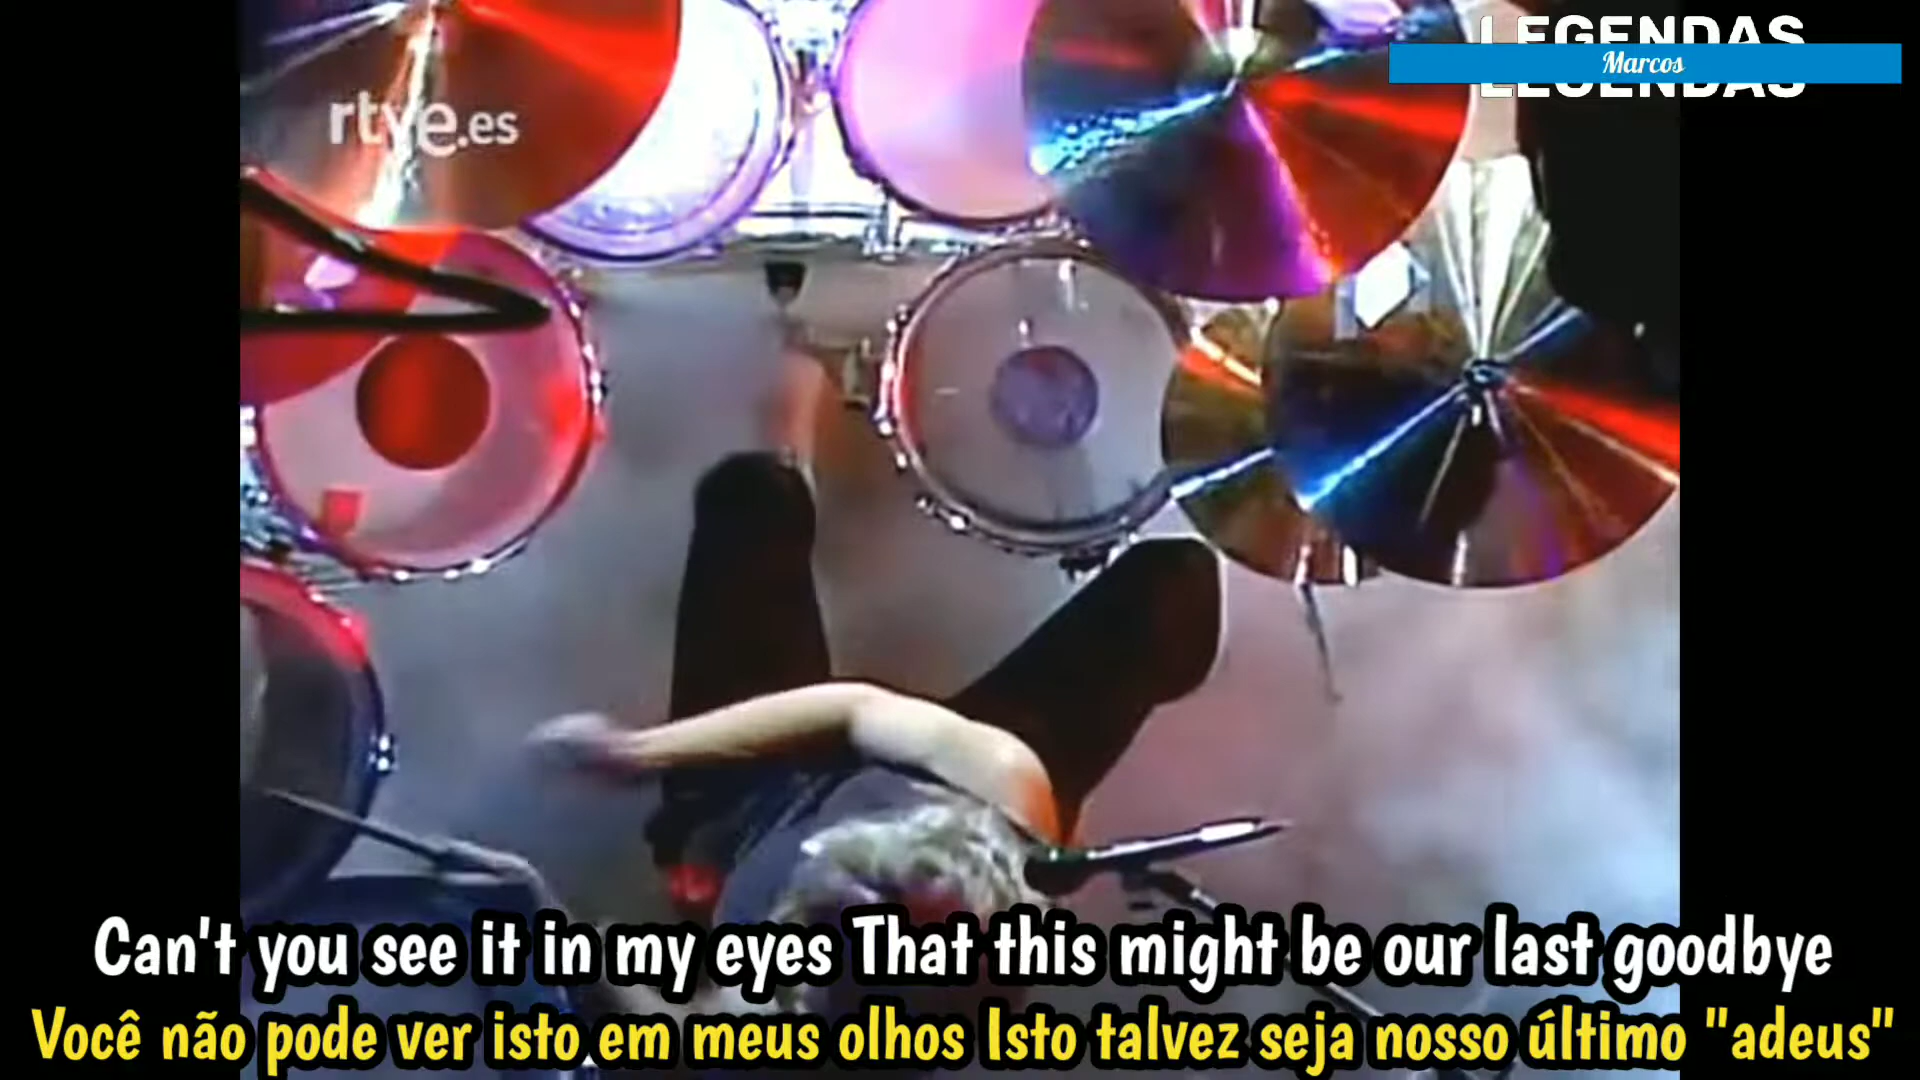 LEGENDAS
Marcos
LEGENDAS
rtve.es
Can't you see it in my eyes That this might be our last goodbye
Você não pode ver isto em meus olhos Isto talvez seja nosso último "adeus"